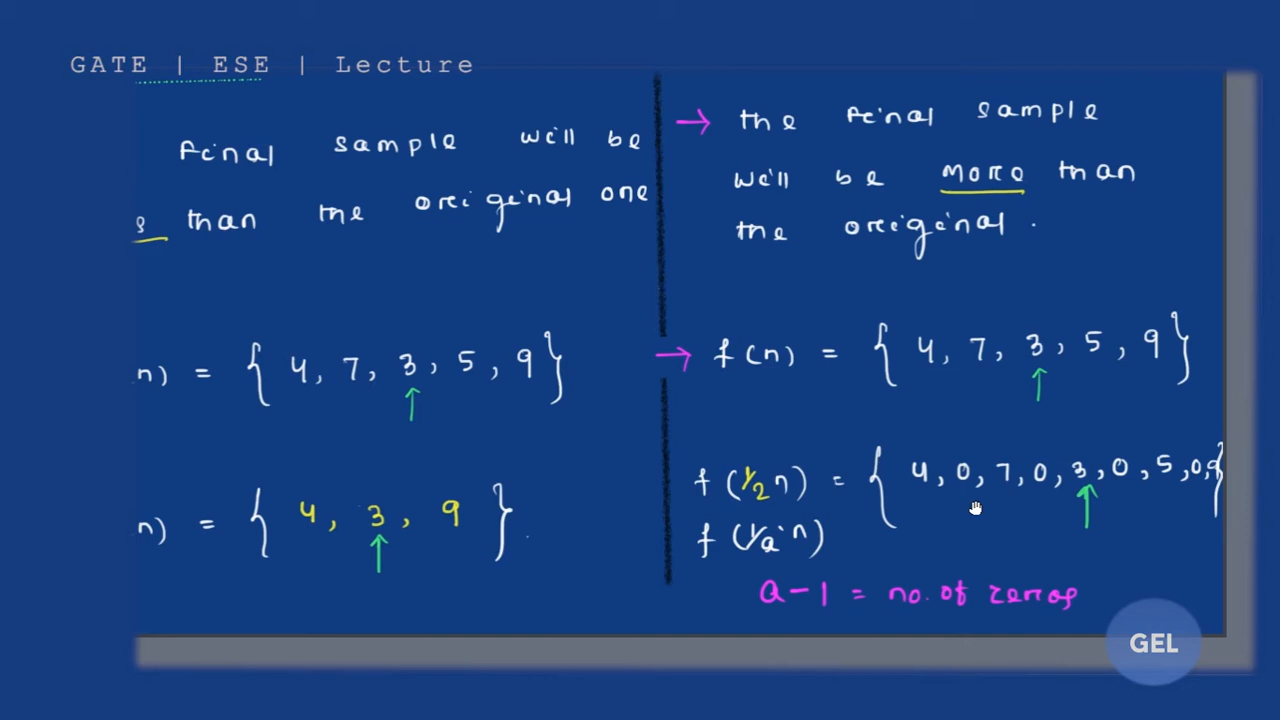 GATE | ESE | Lecture
final sample will be
s than the original one
n) = { 4, 7, 3, 5, 9 }
↑
n) = { 4, 3, 9 }.
↑
→ the final sample
will be more than
the original.
→ f(n) = { 4, 7, 3, 5, 9 }
↑
f(1/2 n) = { 4, 0, 7, 0, 3, 0, 5, 0, 9 }
↑
f(1/a·n)
a-1 = no. of zeros
GEL